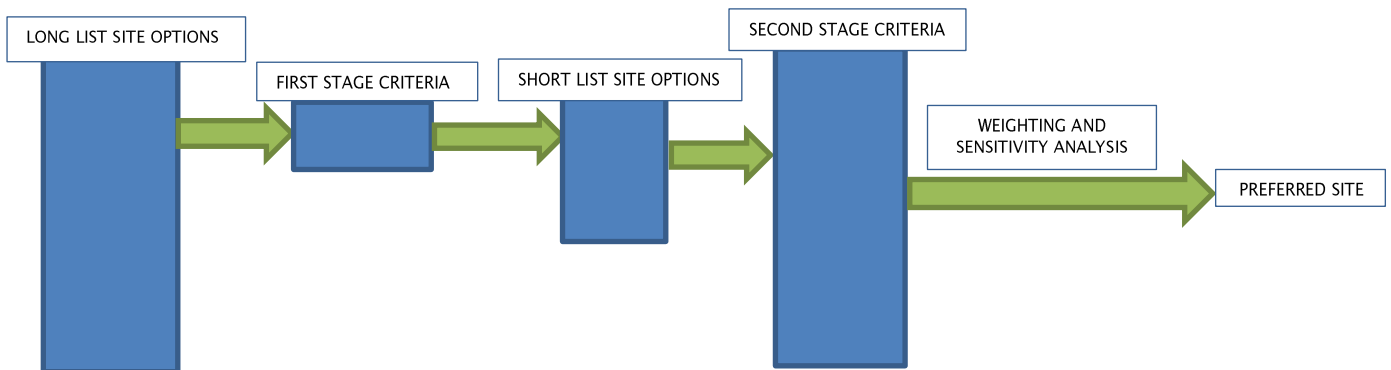 LONG LIST SITE OPTIONS
FIRST STAGE CRITERIA
SHORT LIST SITE OPTIONS
SECOND STAGE CRITERIA
WEIGHTING AND
SENSITIVITY ANALYSIS
PREFERRED SITE